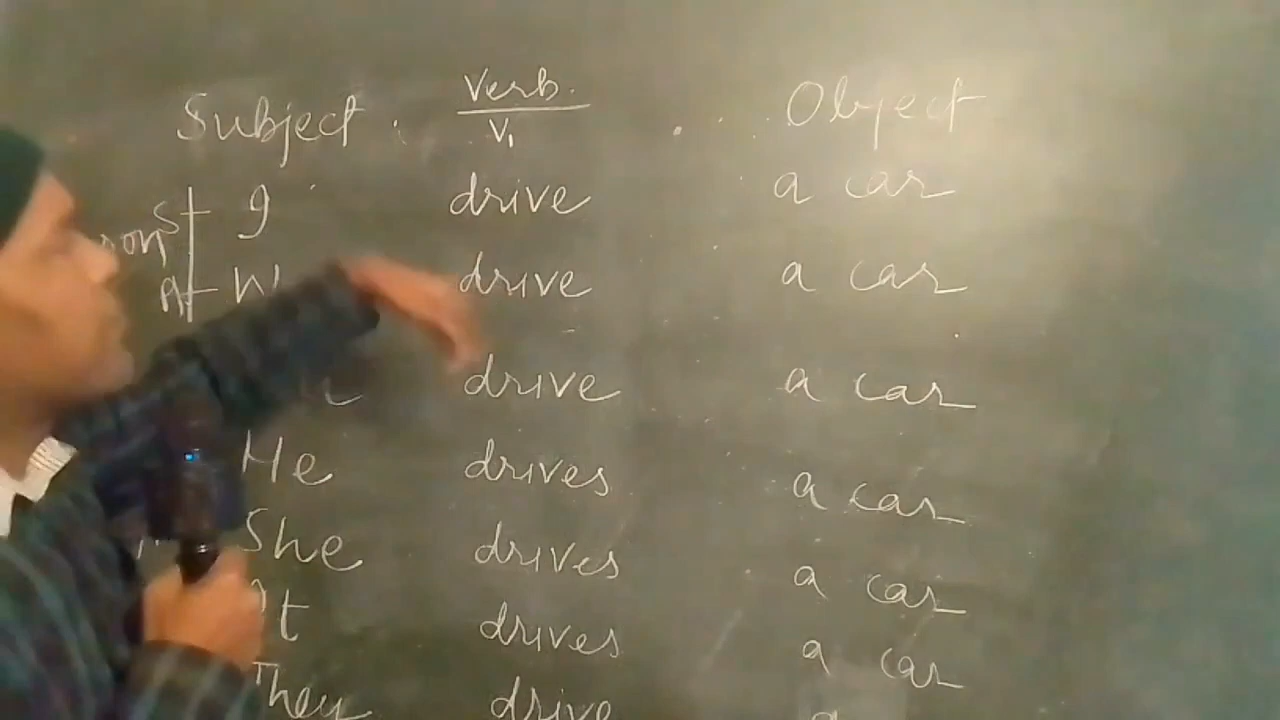 Subject Verb. Object
V1
S I drive a car
drive a car
drive a car
He drives a car
She drives a car
It drives a car
They drive a